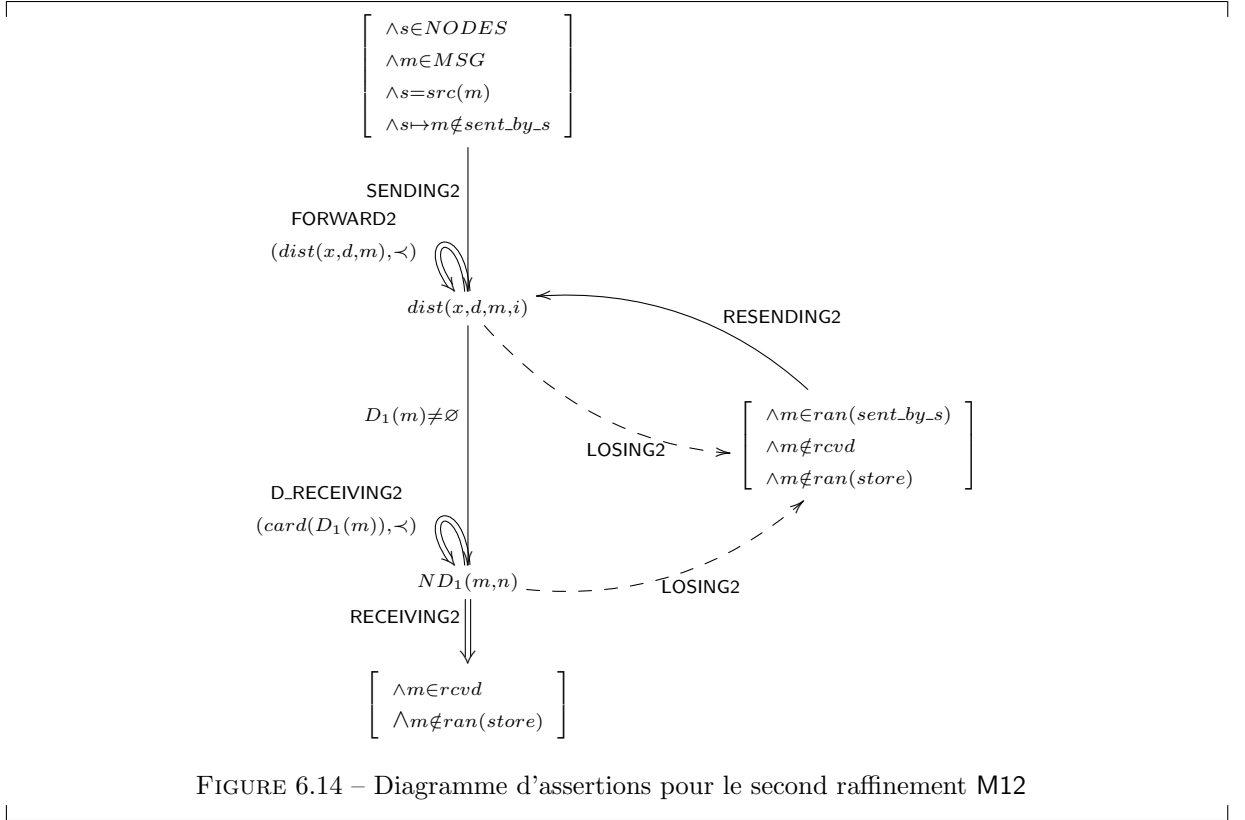 ∧s∈NODES
∧m∈MSG
∧s=src(m)
∧s↦m∉sent_by_s
SENDING2
FORWARD2
(dist(x,d,m),≺)
dist(x,d,m,i)
RESENDING2
D₁(m)≠∅
∧m∈ran(sent_by_s)
∧m∉rcvd
∧m∉ran(store)
LOSING2
D_RECEIVING2
(card(D₁(m)),≺)
ND₁(m,n)
LOSING2
RECEIVING2
∧m∈rcvd
∧m∉ran(store)
FIGURE 6.14 – Diagramme d'assertions pour le second raffinement M12